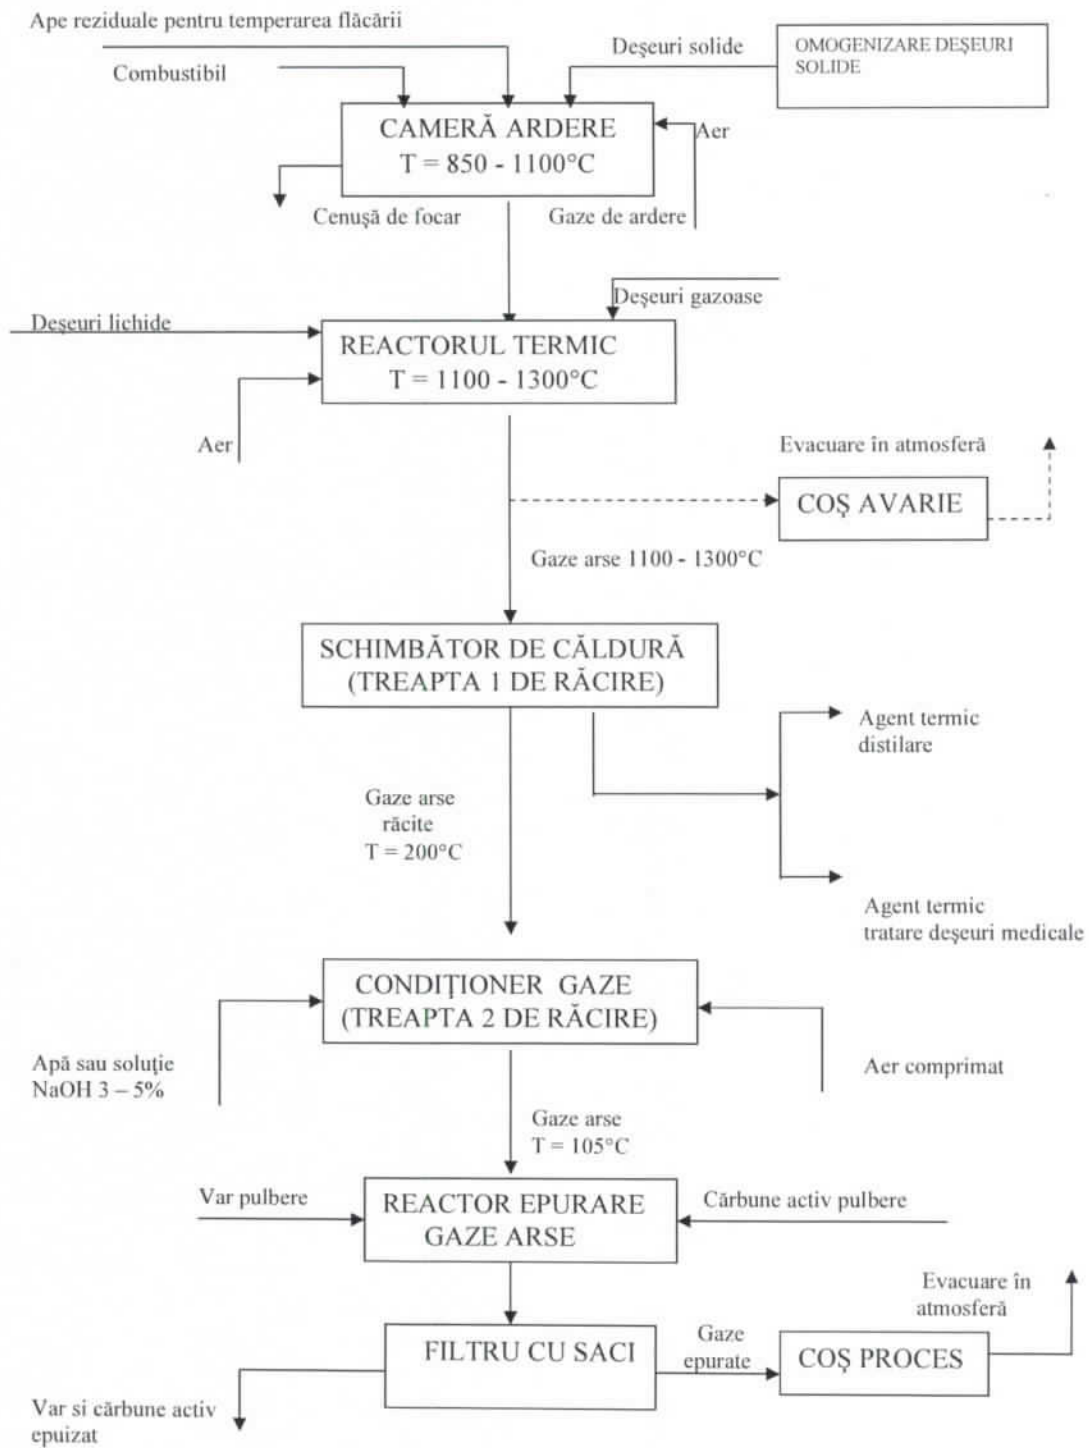 Ape reziduale pentru temperarea flăcării
Deşeuri solide
OMOGENIZARE DEŞEURI
SOLIDE
Combustibil
CAMERĂ ARDERE
T = 850 - 1100°C
Aer
Cenuşă de focar
Gaze de ardere
Deşeuri gazoase
Deşeuri lichide
REACTORUL TERMIC
T = 1100 - 1300°C
Aer
Evacuare în atmosferă
COŞ AVARIE
Gaze arse 1100 - 1300°C
SCHIMBĂTOR DE CĂLDURĂ
(TREAPTA 1 DE RĂCIRE)
Agent termic
distilare
Gaze arse
răcite
T = 200°C
Agent termic
tratare deşeuri medicale
CONDIŢIONER GAZE
(TREAPTA 2 DE RĂCIRE)
Apă sau soluţie
NaOH 3 – 5%
Aer comprimat
Gaze arse
T = 105°C
Var pulbere
REACTOR EPURARE
GAZE ARSE
Cărbune activ pulbere
Evacuare în
atmosferă
FILTRU CU SACI
Gaze
epurate
COŞ PROCES
Var si cărbune activ
epuizat